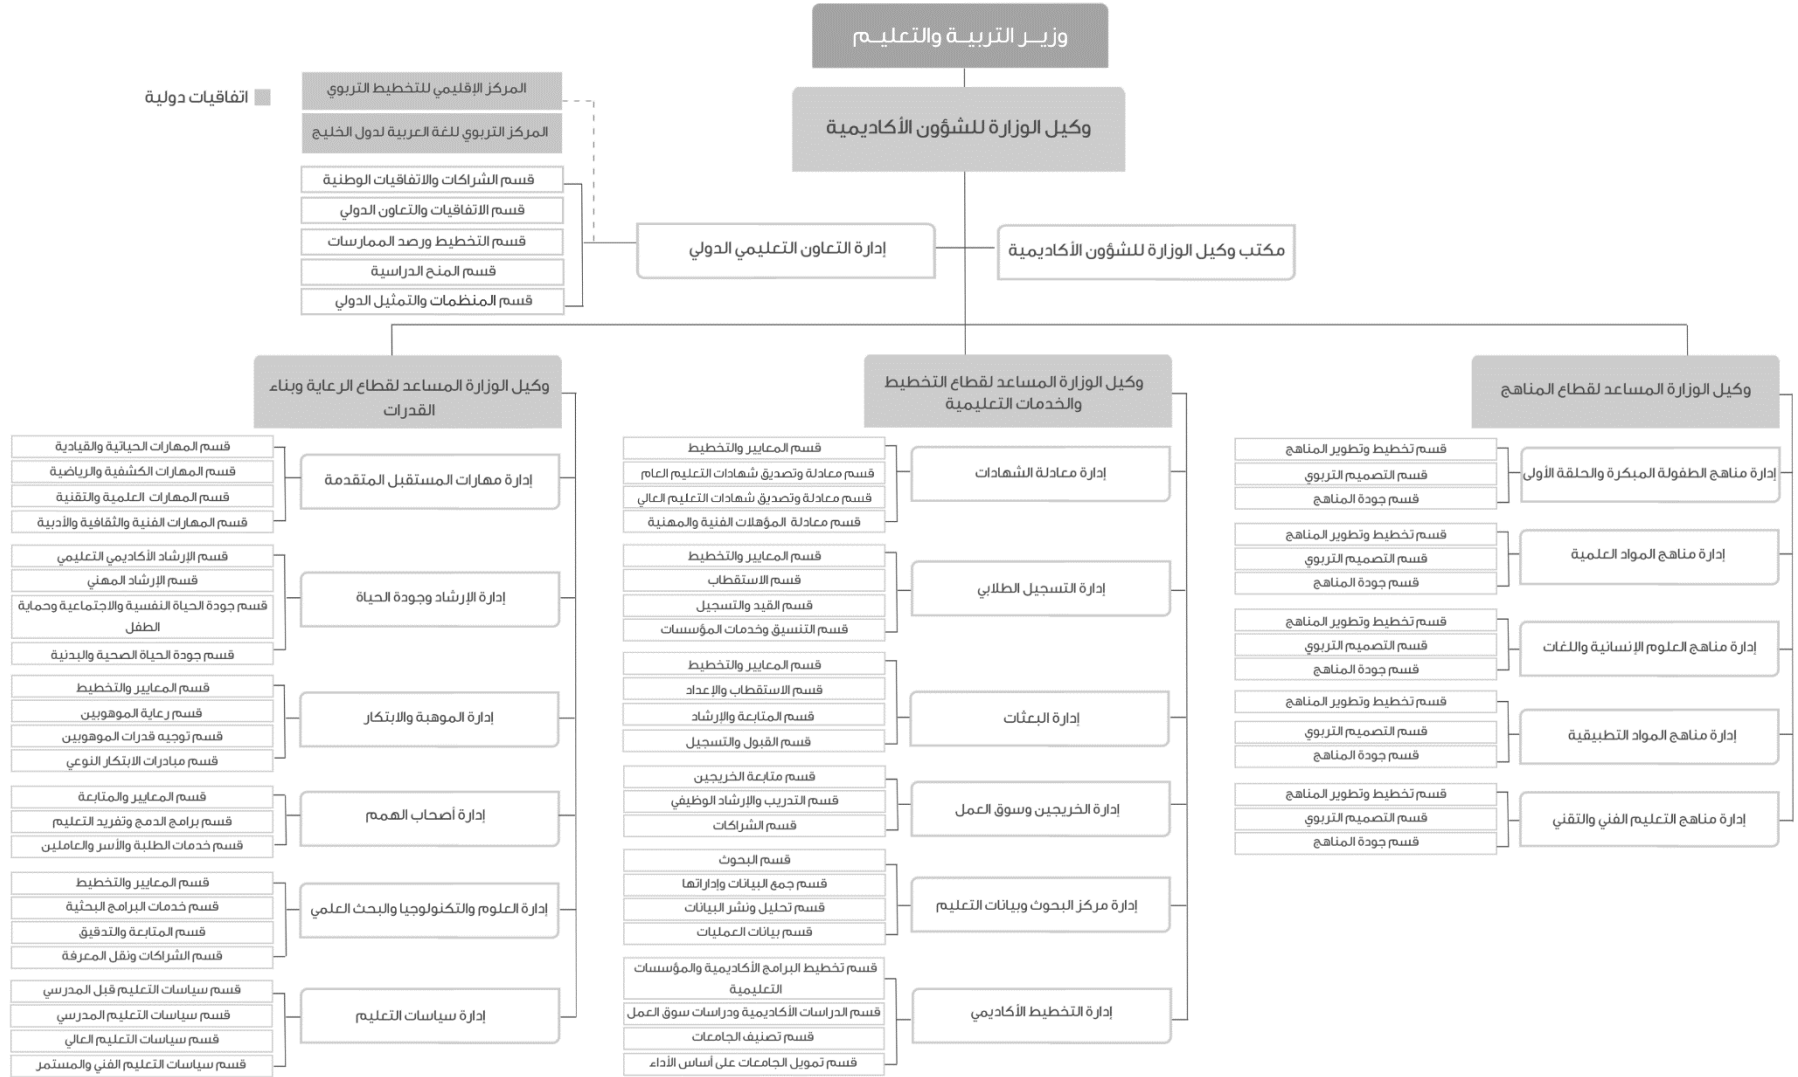 وزير التربية والتعليم
وكيل الوزارة للشؤون الأكاديمية
اتفاقيات دولية
المركز الإقليمي للتخطيط التربوي
المركز التربوي للغة العربية لدول الخليج
مكتب وكيل الوزارة للشؤون الأكاديمية
إدارة التعاون التعليمي الدولي
قسم الشراكات والاتفاقيات الوطنية
قسم الاتفاقيات والتعاون الدولي
قسم التخطيط ورصد الممارسات
قسم المنح الدراسية
قسم المنظمات والتمثيل الدولي
وكيل الوزارة المساعد لقطاع المناهج
إدارة مناهج الطفولة المبكرة والحلقة الأولى
قسم تخطيط وتطوير المناهج
قسم التصميم التربوي
قسم جودة المناهج
إدارة مناهج المواد العلمية
قسم تخطيط وتطوير المناهج
قسم التصميم التربوي
قسم جودة المناهج
إدارة مناهج العلوم الإنسانية واللغات
قسم تخطيط وتطوير المناهج
قسم التصميم التربوي
قسم جودة المناهج
إدارة مناهج المواد التطبيقية
قسم تخطيط وتطوير المناهج
قسم التصميم التربوي
قسم جودة المناهج
إدارة مناهج التعليم الفني والتقني
قسم تخطيط وتطوير المناهج
قسم التصميم التربوي
قسم جودة المناهج
وكيل الوزارة المساعد لقطاع التخطيط
والخدمات التعليمية
إدارة معادلة الشهادات
قسم المعايير والتخطيط
قسم معادلة وتصديق شهادات التعليم العام
قسم معادلة وتصديق شهادات التعليم العالي
قسم معادلة المؤهلات الفنية والمهنية
إدارة التسجيل الطلابي
قسم المعايير والتخطيط
قسم الاستقطاب
قسم القيد والتسجيل
قسم التنسيق وخدمات المؤسسات
إدارة البعثات
قسم المعايير والتخطيط
قسم الاستقطاب والإعداد
قسم المتابعة والإرشاد
قسم القبول والتسجيل
إدارة الخريجين وسوق العمل
قسم متابعة الخريجين
قسم التدريب والإرشاد الوظيفي
قسم الشراكات
إدارة مركز البحوث وبيانات التعليم
قسم البحوث
قسم جمع البيانات وإداراتها
قسم تحليل ونشر البيانات
قسم بيانات العمليات
إدارة التخطيط الأكاديمي
قسم تخطيط البرامج الأكاديمية والمؤسسات
التعليمية
قسم الدراسات الأكاديمية ودراسات سوق العمل
قسم تصنيف الجامعات
قسم تمويل الجامعات على أساس الأداء
وكيل الوزارة المساعد لقطاع الرعاية وبناء
القدرات
إدارة مهارات المستقبل المتقدمة
قسم المهارات الحياتية والقيادية
قسم المهارات الكشفية والرياضية
قسم المهارات العلمية والتقنية
قسم المهارات الفنية والثقافية والأدبية
إدارة الإرشاد وجودة الحياة
قسم الإرشاد الأكاديمي التعليمي
قسم الإرشاد المهني
قسم جودة الحياة النفسية والاجتماعية وحماية
الطفل
قسم جودة الحياة الصحية والبدنية
إدارة الموهبة والابتكار
قسم المعايير والتخطيط
قسم رعاية الموهوبين
قسم توجيه قدرات الموهوبين
قسم مبادرات الابتكار النوعي
إدارة أصحاب الهمم
قسم المعايير والمتابعة
قسم برامج الدمج وتفريد التعليم
قسم خدمات الطلبة والأسر والعاملين
إدارة العلوم والتكنولوجيا والبحث العلمي
قسم المعايير والتخطيط
قسم خدمات البرامج البحثية
قسم المتابعة والتدقيق
قسم الشراكات ونقل المعرفة
إدارة سياسات التعليم
قسم سياسات التعليم قبل المدرسي
قسم سياسات التعليم المدرسي
قسم سياسات التعليم العالي
قسم سياسات التعليم الفني والمستمر